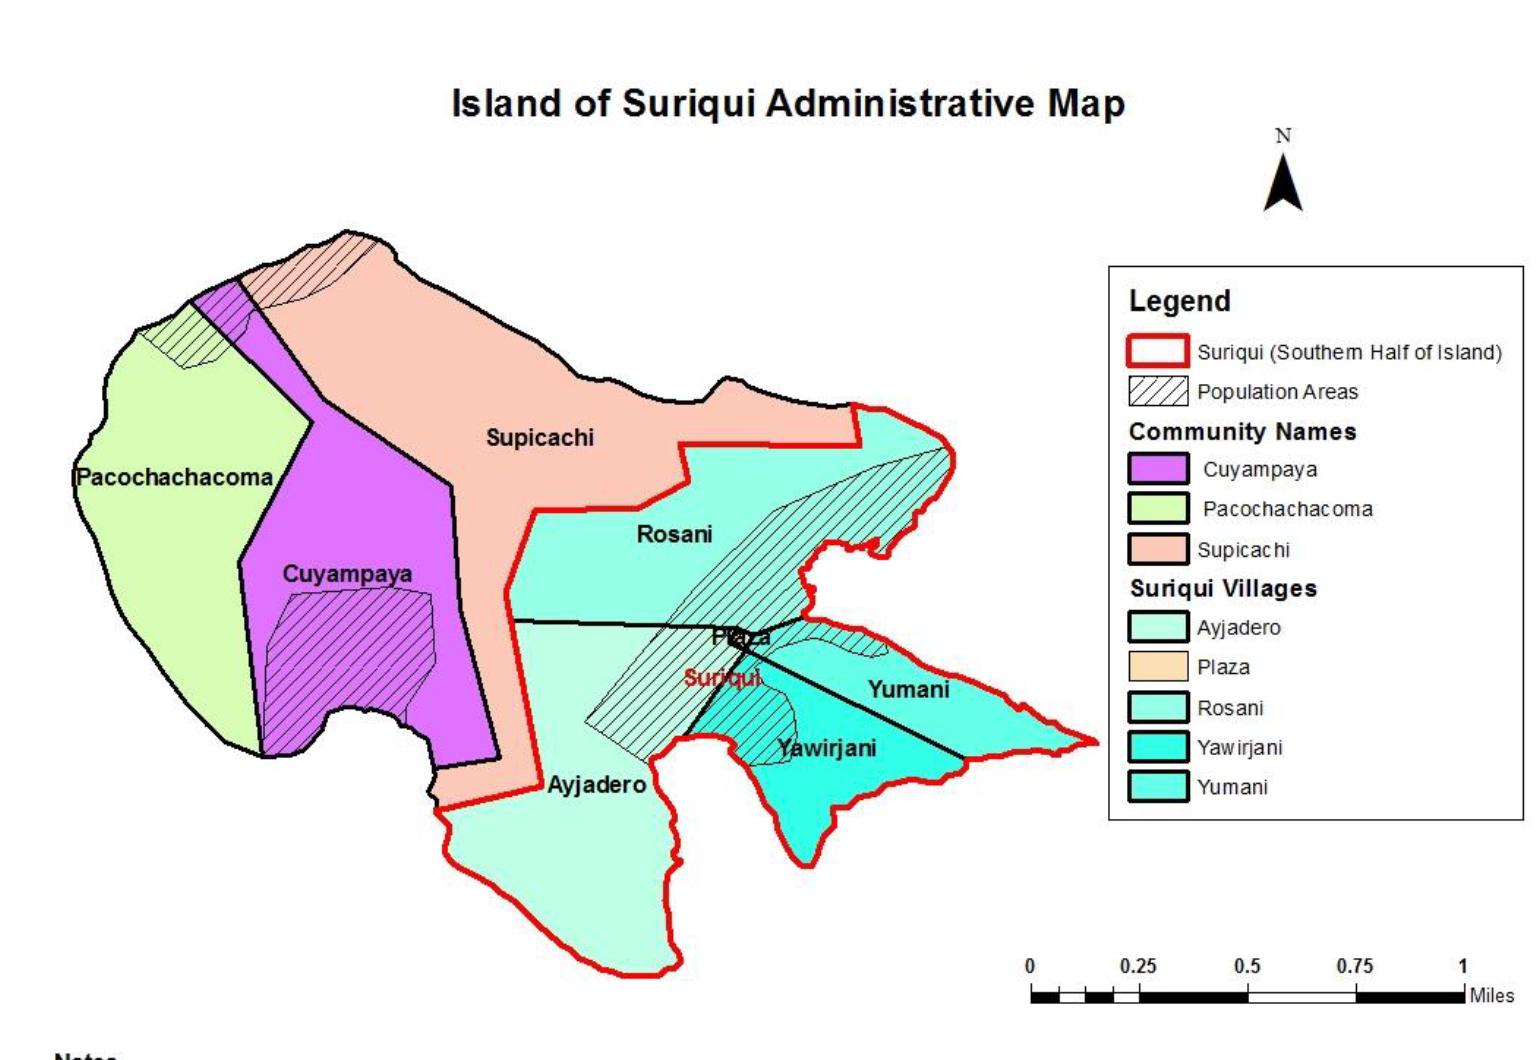 Island of Suriqui Administrative Map
N
Legend
Suriqui (Southern Half of Island)
Population Areas
Community Names
Cuyampaya
Pacochachacoma
Supicachi
Suriqui Villages
Ayjadero
Plaza
Rosani
Yawirjani
Yumani
Supicachi
Pacochachacoma
Rosani
Cuyampaya
Plaza
Suriqui
Yumani
Yawirjani
Ayjadero
0 0.25 0.5 0.75 1
Miles
Notes